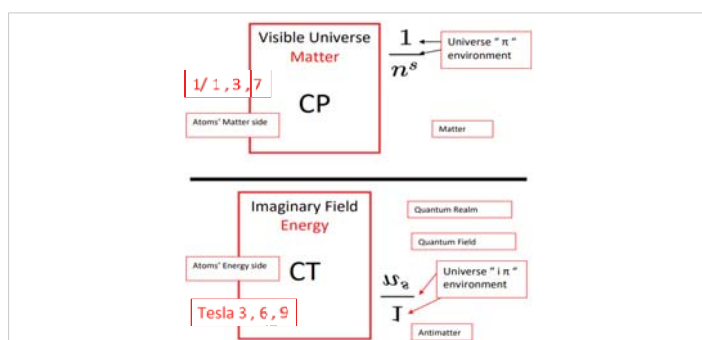 Visible Universe
Matter
1
n^s
Universe " π "
environment
1/ 1 , 3 , 7
CP
Atoms' Matter side
Matter
Imaginary Field
Energy
Quantum Realm
Quantum Field
Atoms' Energy side
CT
n^s
1
Universe " i π "
environment
Tesla 3 , 6 , 9
Antimatter